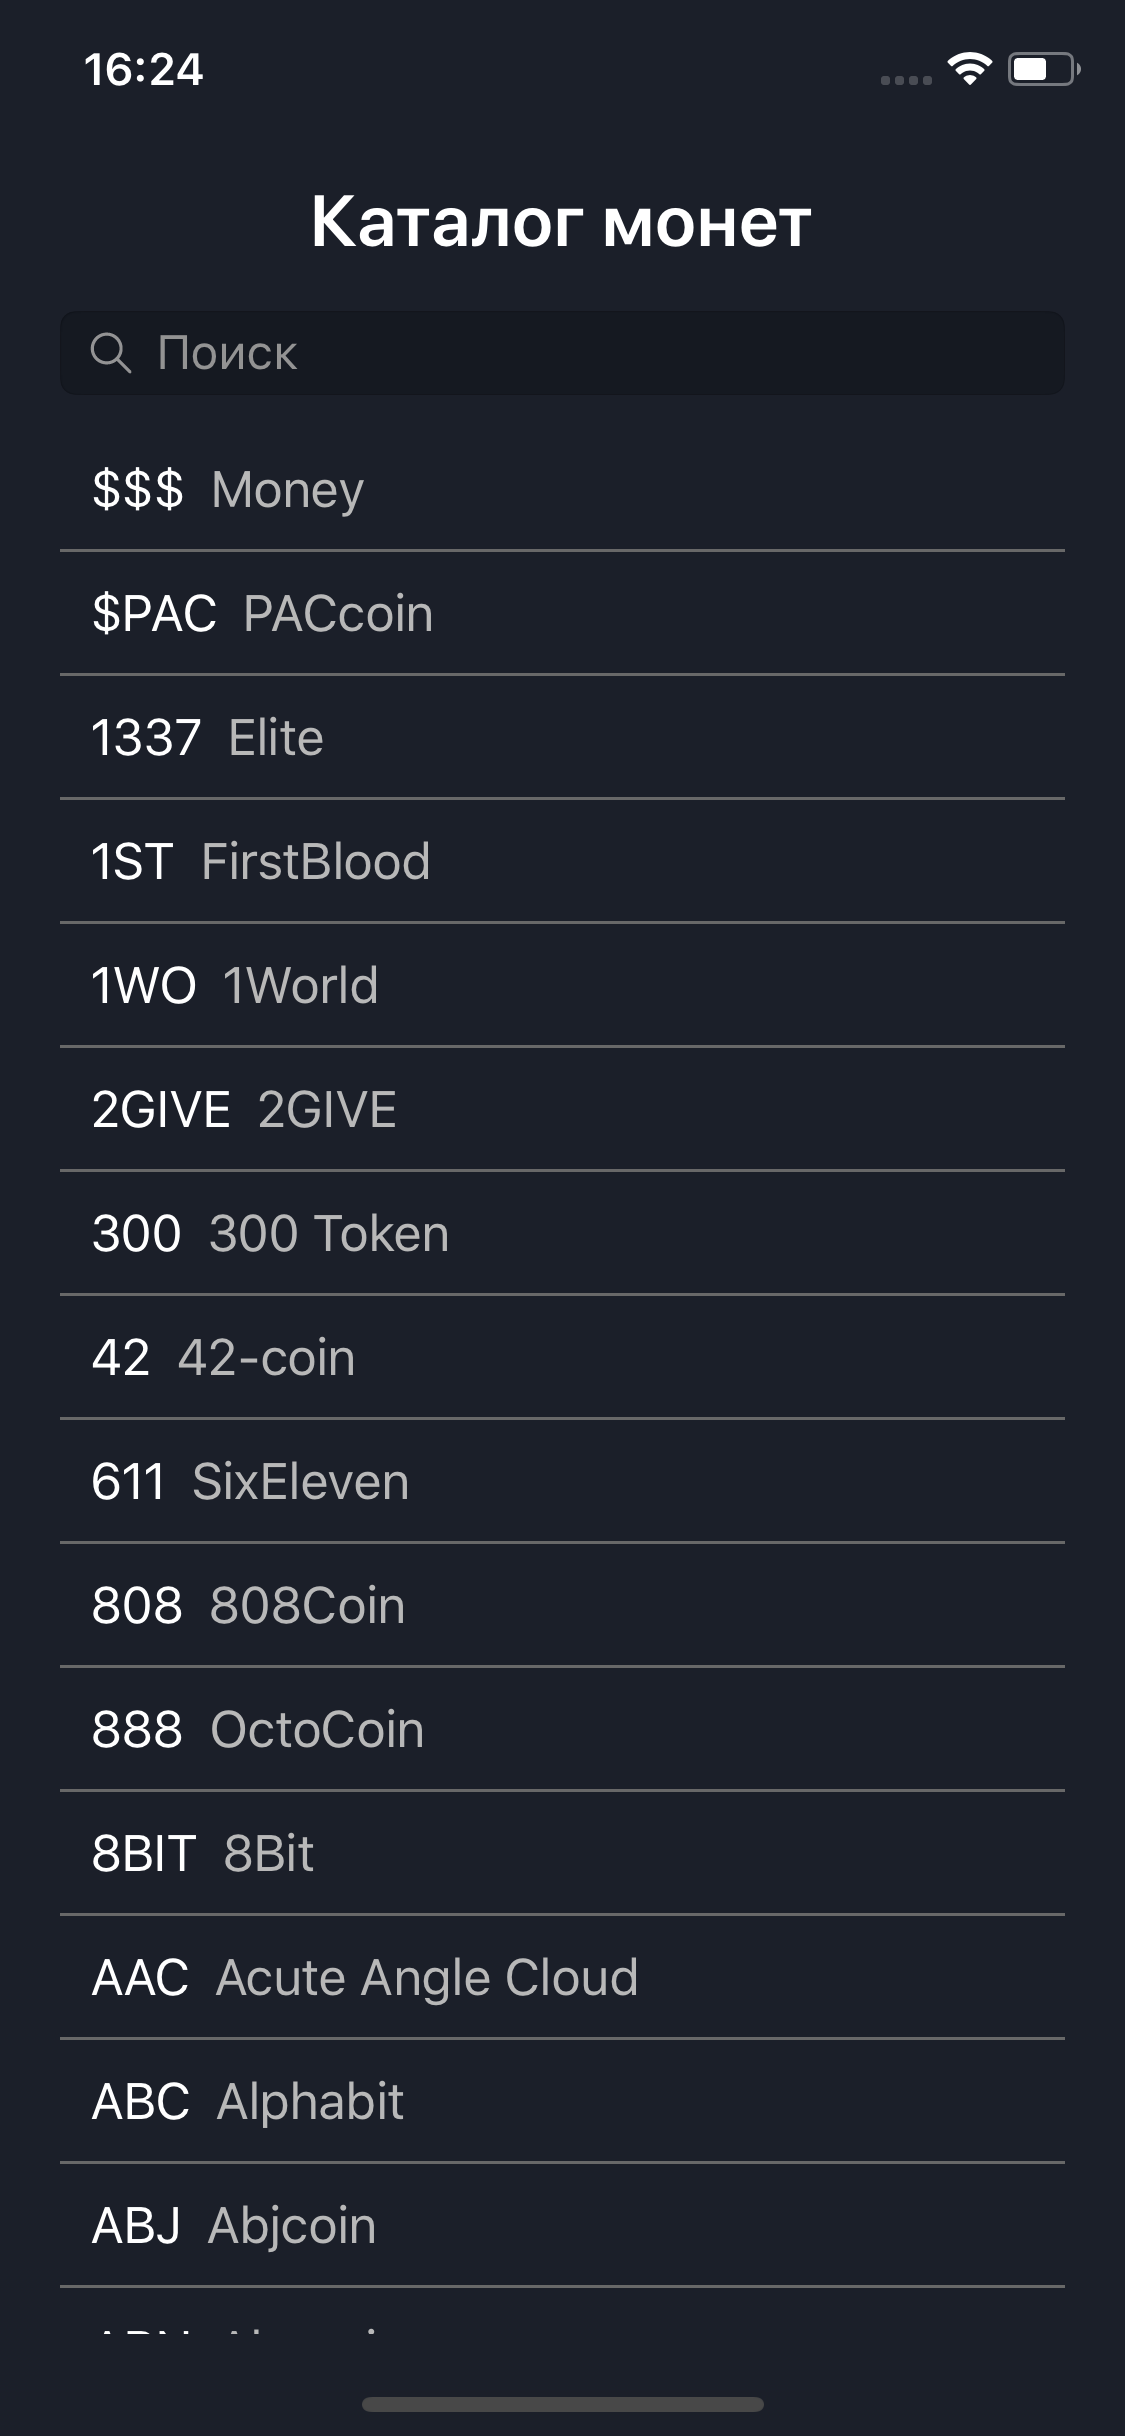 16:24
Каталог монет
Поиск
$$$ Money
$PAC PACcoin
1337 Elite
1ST FirstBlood
1WO 1World
2GIVE 2GIVE
300 300 Token
42 42-coin
611 SixEleven
808 808Coin
888 OctoCoin
8BIT 8Bit
AAC Acute Angle Cloud
ABC Alphabit
ABJ Abjcoin